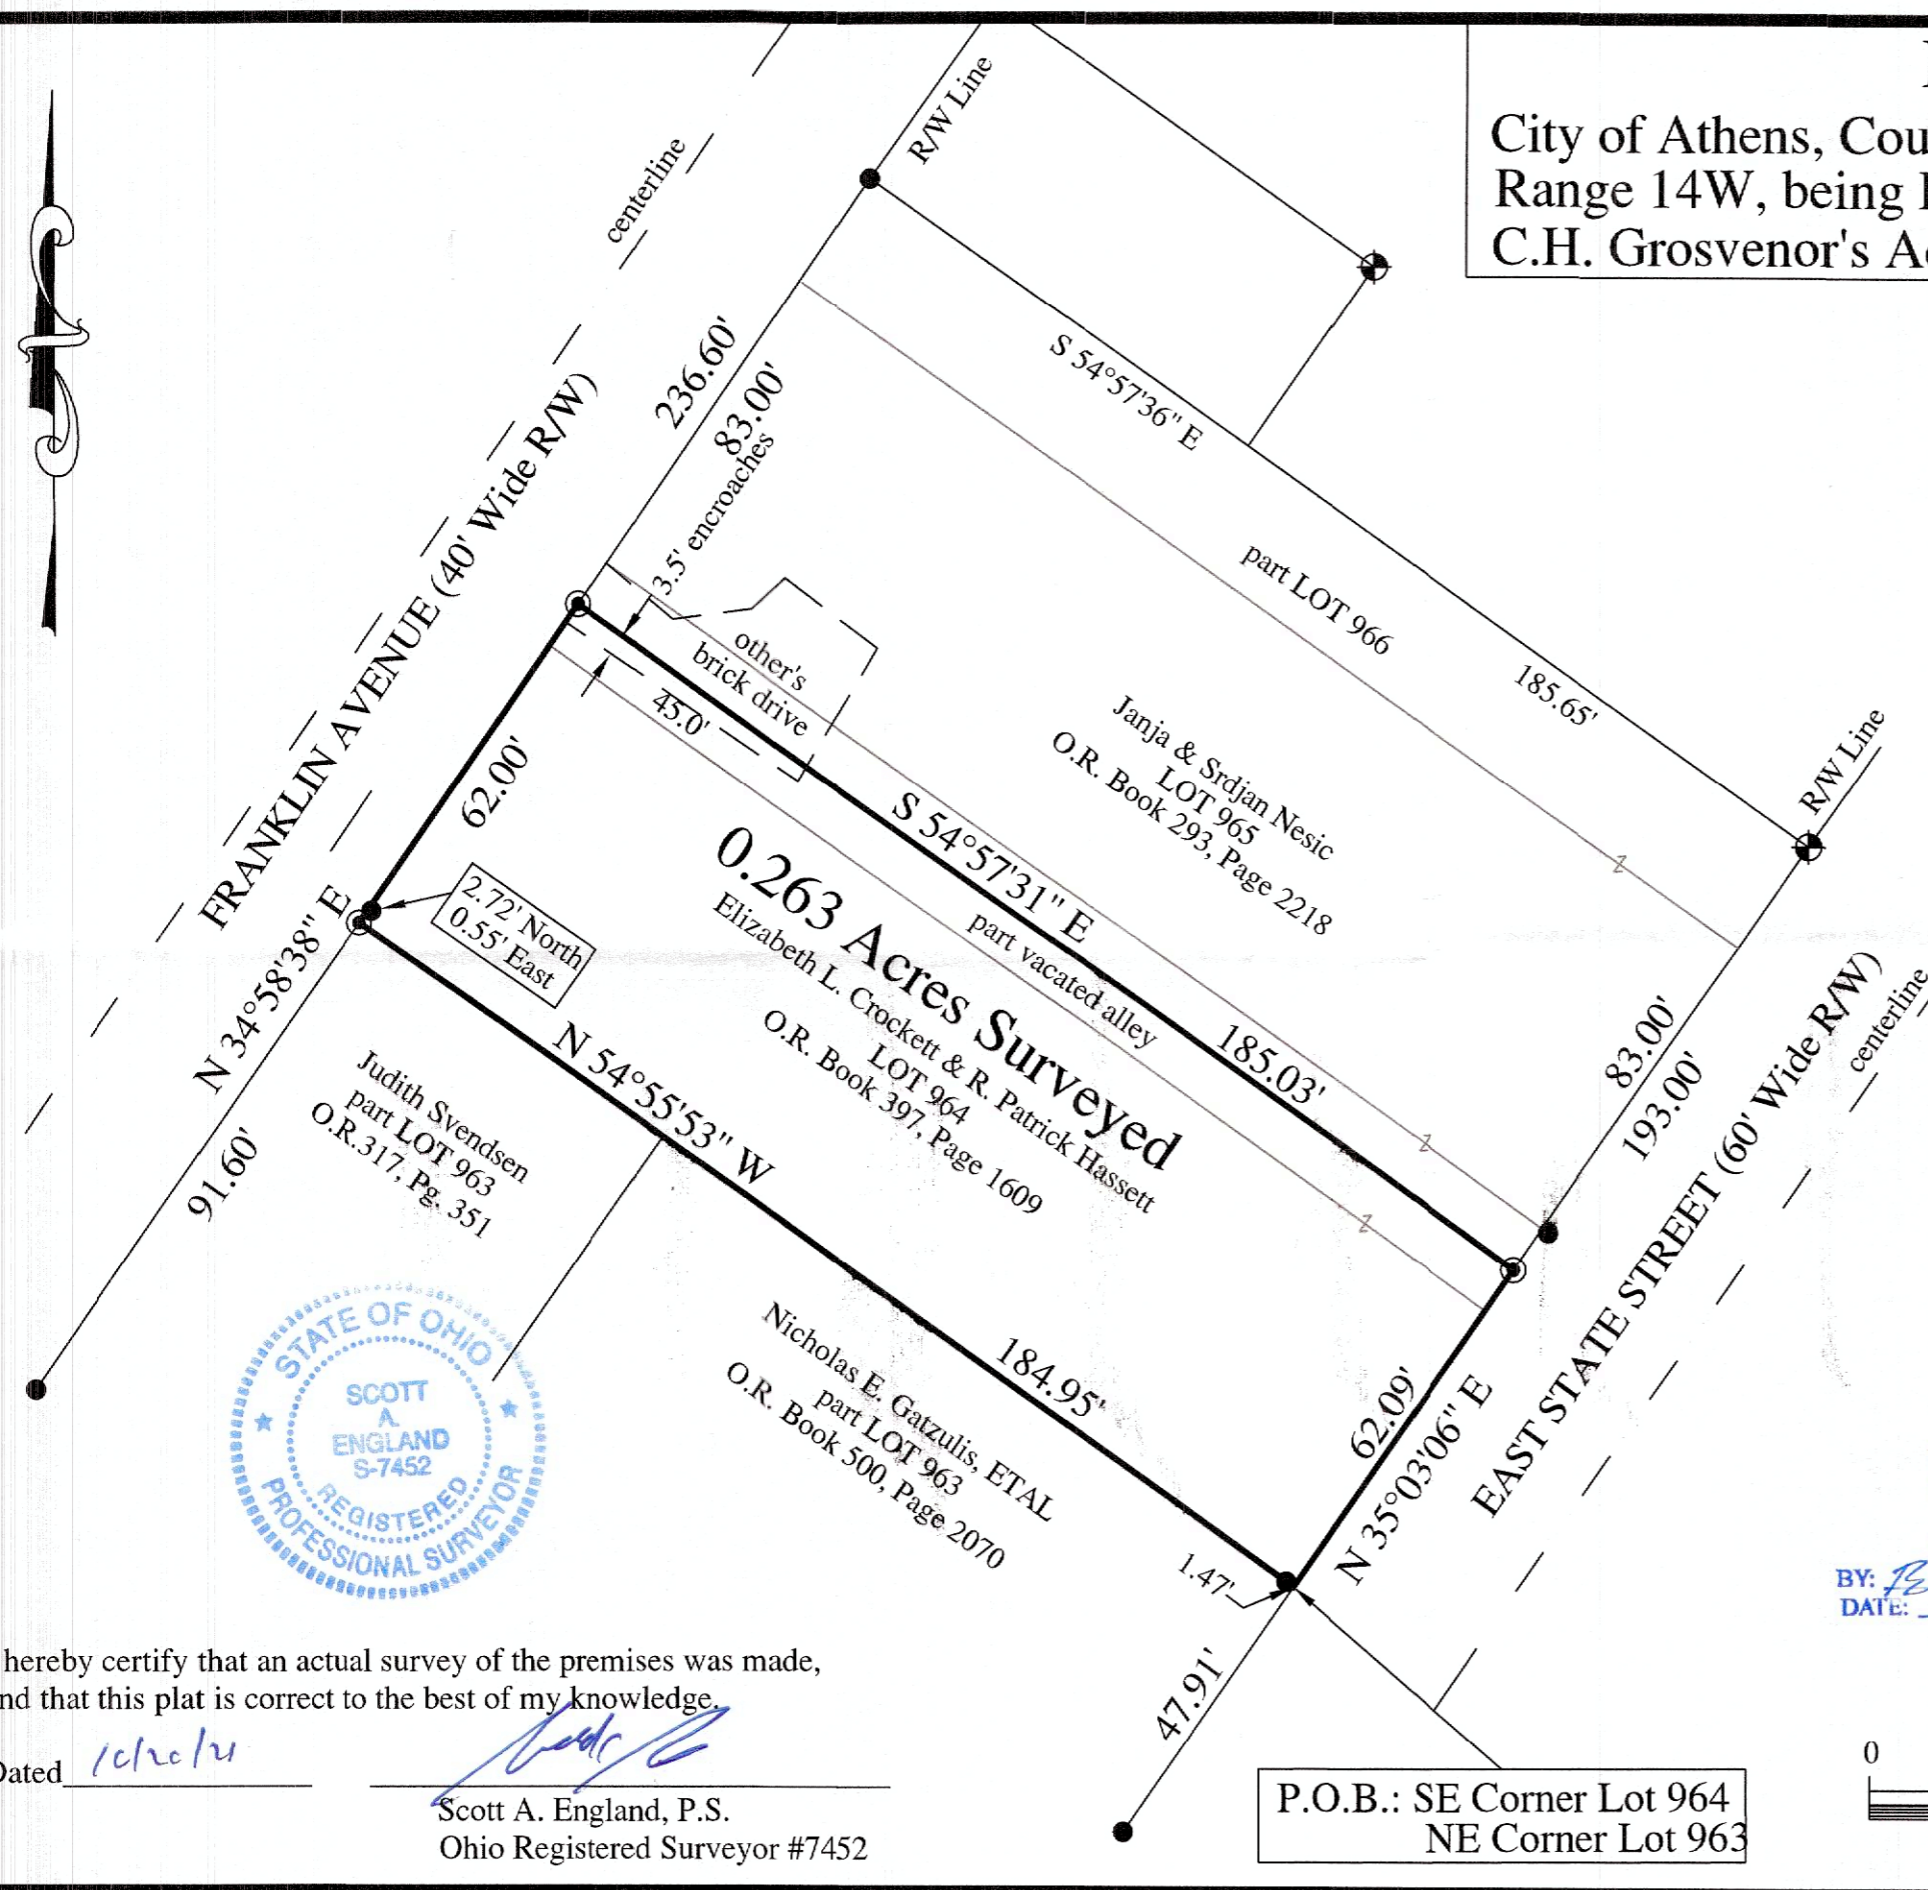 City of Athens, Cou
Range 14W, being
C.H. Grosvenor's A
R/W Line
centerline
236.60'
83.00'
3.5' encroaches
S 54°57'36" E
185.65'
part LOT 966
R/W Line
FRANKLIN AVENUE (40' Wide R/W)
other's
brick drive
45.0'
62.00'
Janja & Srdjan Nesic
LOT 965
O.R. Book 293, Page 2218
S 54°57'31" E
185.03'
part vacated alley
0.263 Acres Surveyed
Elizabeth L. Crockett & R. Patrick Hassett
LOT 964
O.R. Book 397, Page 1609
2.72' North
0.55' East
N 34°58'38" E
91.60'
N 54°55'53" W
184.95'
Judith Svendsen
part LOT 963
O.R.317, Pg. 351
Nicholas E. Gatzulis, ETAL
part LOT 963
O.R. Book 500, Page 2070
83.00'
193.00'
EAST STATE STREET (60' Wide R/W)
centerline
62.09'
N 35°03'06" E
1.47'
47.91'
STATE OF OHIO
SCOTT
A.
ENGLAND
S-7452
REGISTERED
PROFESSIONAL SURVEYOR
BY:
DATE:
hereby certify that an actual survey of the premises was made,
nd that this plat is correct to the best of my knowledge.
Dated 10/20/21
Scott A. England, P.S.
Ohio Registered Surveyor #7452
P.O.B.: SE Corner Lot 964
NE Corner Lot 963
0